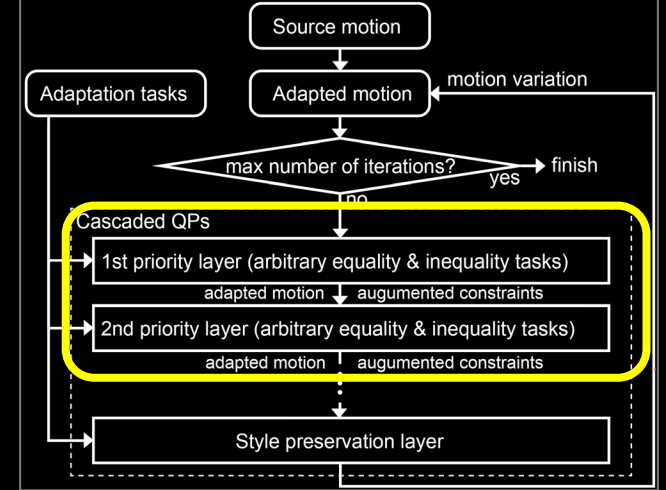 Source motion
Adaptation tasks
Adapted motion
motion variation
max number of iterations?
yes
finish
no
Cascaded QPs
1st priority layer (arbitrary equality & inequality tasks)
adapted motion
augumented constraints
2nd priority layer (arbitrary equality & inequality tasks)
adapted motion
augumented constraints
Style preservation layer